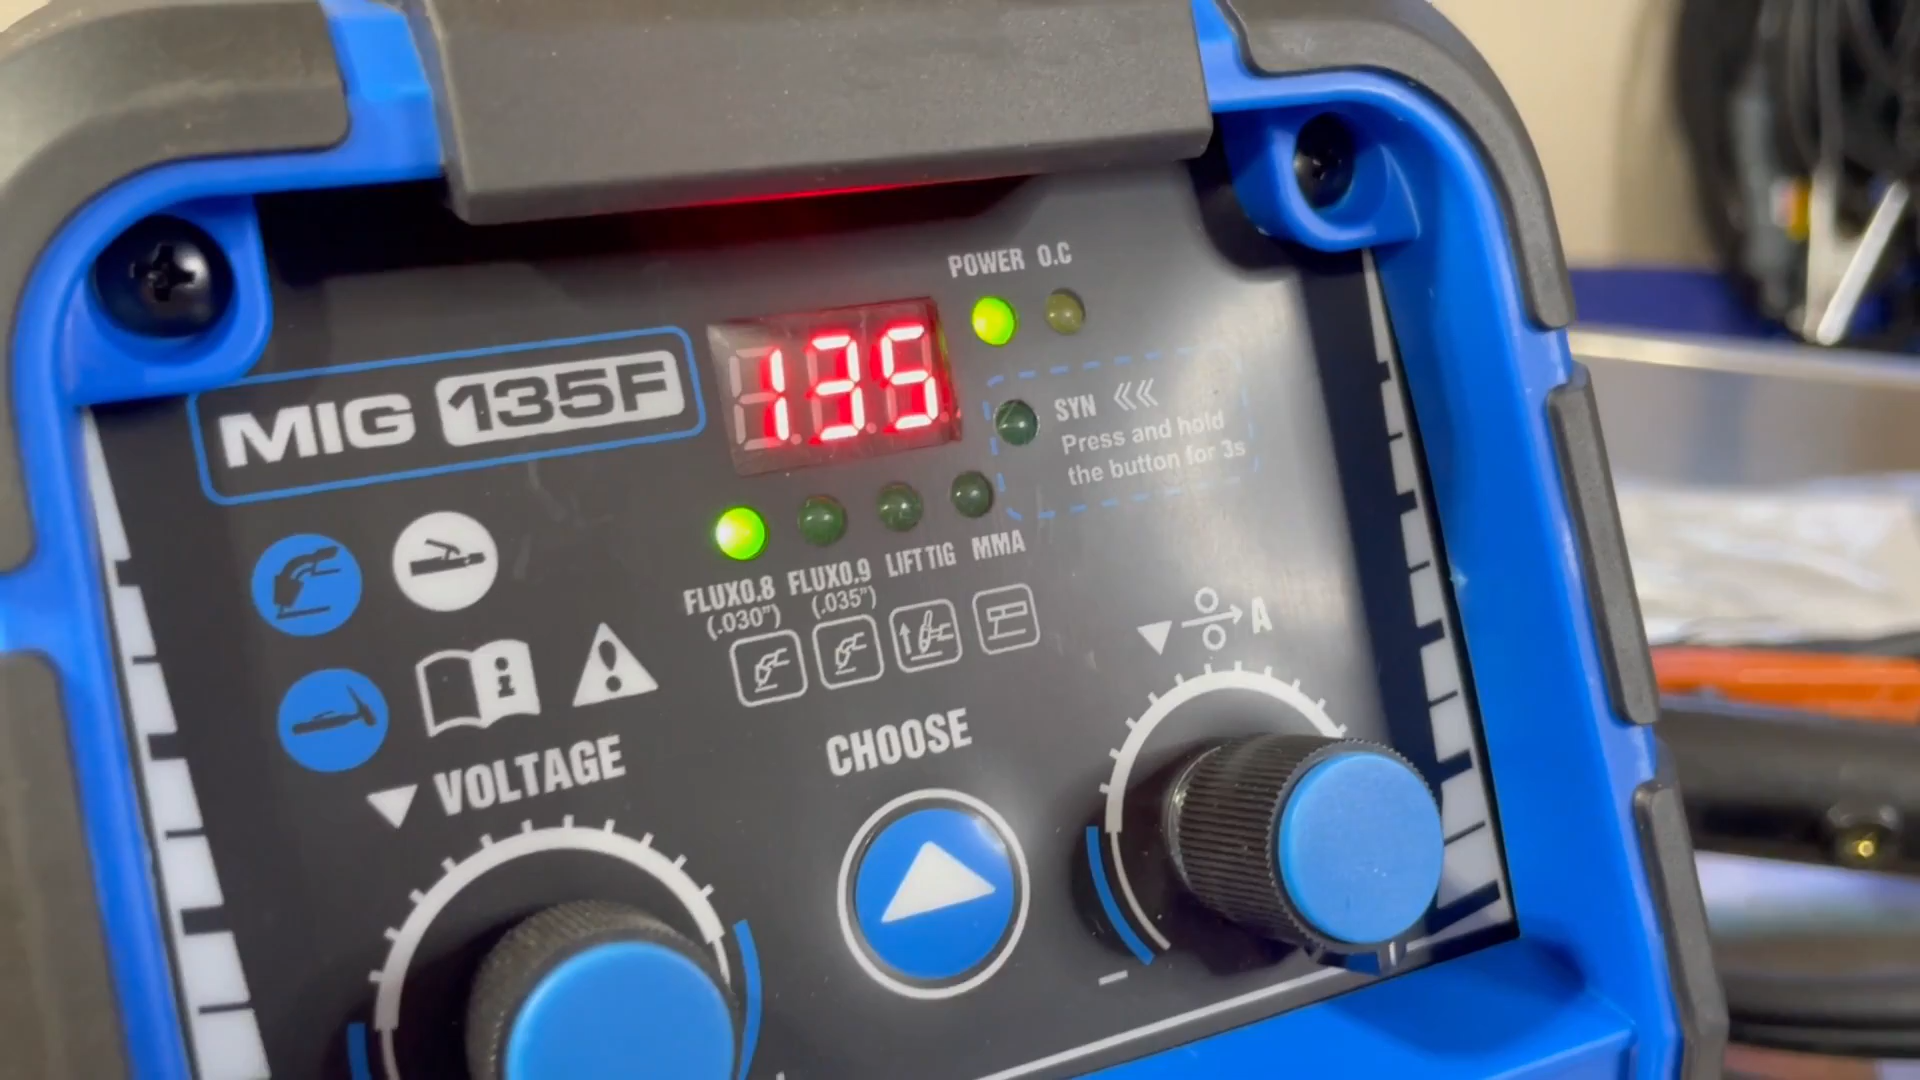 POWER O.C
135
MIG 135F
SYN
Press and hold
the button for 3s
FLUX0.8 FLUX0.9 LIFT TIG MMA
(.030") (.035")
A
VOLTAGE
CHOOSE